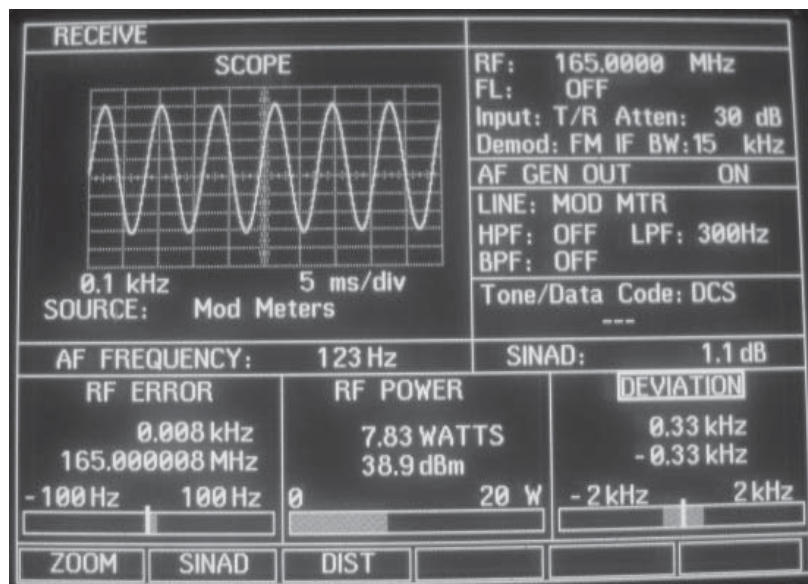 RECEIVE
SCOPE
0.1 kHz 5 ms/div
SOURCE: Mod Meters
RF: 165.0000 MHz
FL: OFF
Input: T/R Atten: 30 dB
Demod: FM IF BW:15 kHz
AF GEN OUT ON
LINE: MOD MTR
HPF: OFF LPF: 300Hz
BPF: OFF
Tone/Data Code: DCS
---
AF FREQUENCY: 123 Hz
SINAD: 1.1 dB
RF ERROR
0.008 kHz
165.000008 MHz
-100 Hz 100 Hz
RF POWER
7.83 WATTS
38.9 dBm
0 20 W
DEVIATION
0.33 kHz
-0.33 kHz
-2 kHz 2 kHz
ZOOM SINAD DIST